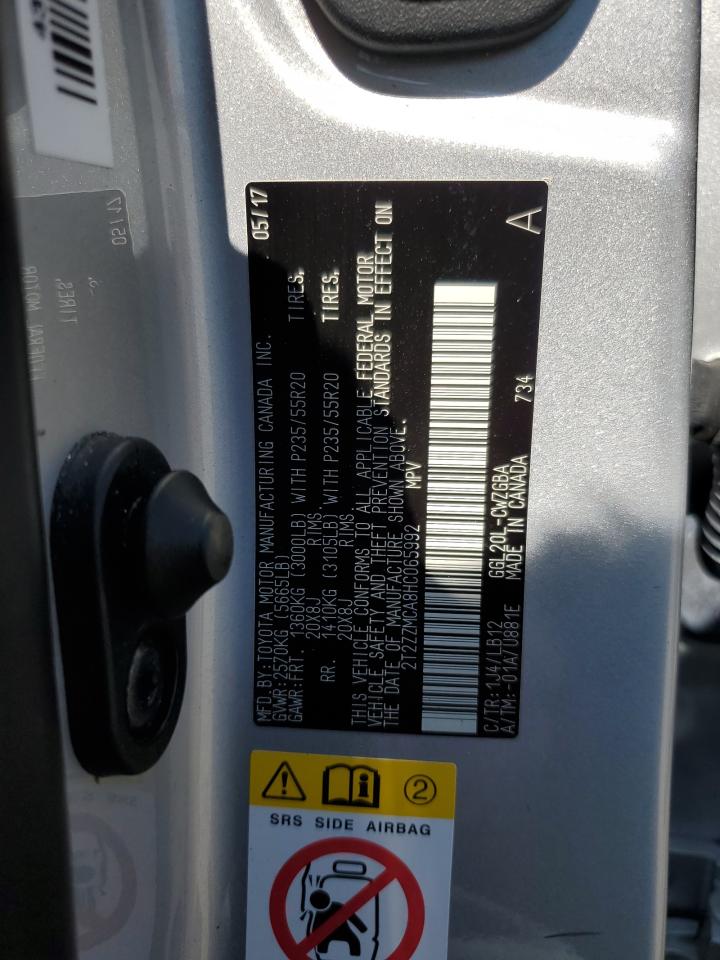 MFD.BY:TOYOTA MOTOR MANUFACTURING CANADA INC. 05/17
GVWR:2570KG (5665LB)
GAWR:FRT. 1360KG (3000LB) WITH P235/55R20 TIRES,
20X8J RIMS,
RR. 1410KG (3105LB) WITH P235/55R20 TIRES,
20X8J RIMS,
THIS VEHICLE CONFORMS TO ALL APPLICABLE FEDERAL MOTOR
VEHICLE SAFETY AND THEFT PREVENTION STANDARDS IN EFFECT ON
THE DATE OF MANUFACTURE SHOWN ABOVE.
2T2ZZMCA8HC065992 MPV
C/TR:1J4/LB12 GGL20L-CWZGBA 734 A
A/TM:-01A/U881E MADE IN CANADA
2
SRS SIDE AIRBAG